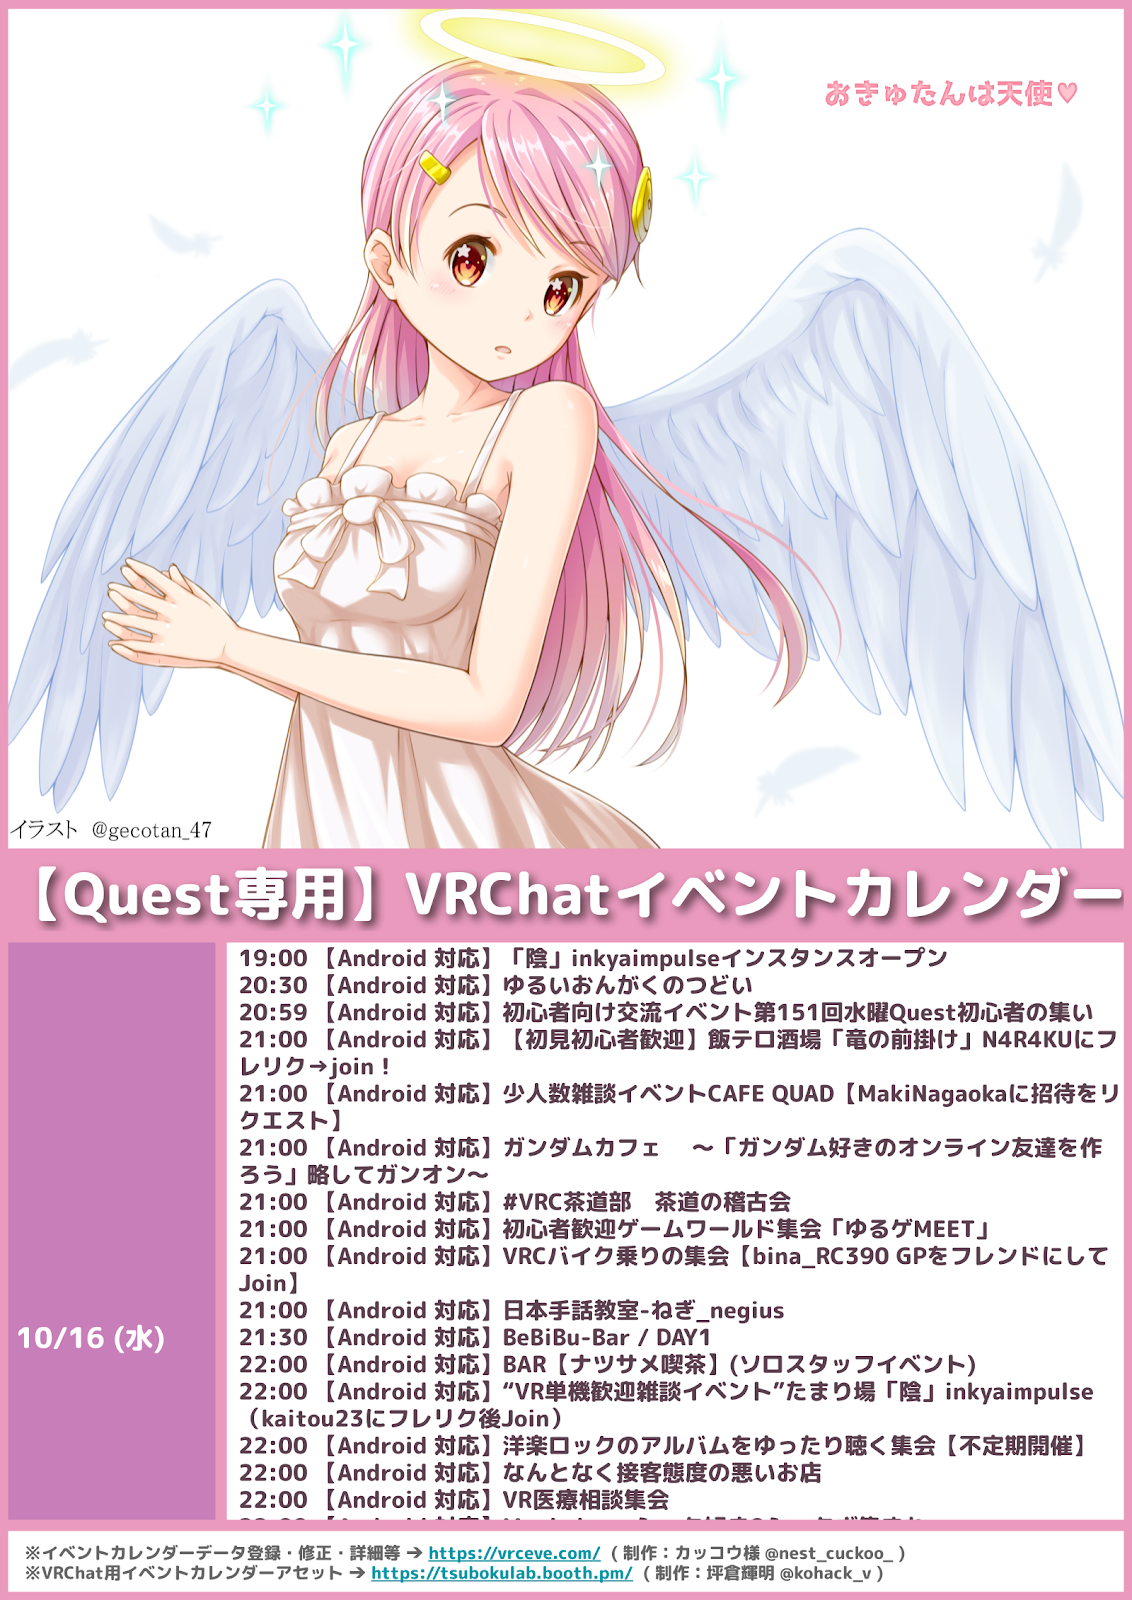 おきゅたんは天使♥
イラスト @gecotan_47
【Quest専用】VRChatイベントカレンダー
10/16 (水)
19:00 【Android 対応】「陰」inkyaimpulseインスタンスオープン
20:30 【Android 対応】ゆるいおんがくのつどい
20:59 【Android 対応】初心者向け交流イベント第151回水曜Quest初心者の集い
21:00 【Android 対応】【初見初心者歓迎】飯テロ酒場「竜の前掛け」N4R4KUにフ
レリク→join！
21:00 【Android 対応】少人数雑談イベントCAFE QUAD【MakiNagaokaに招待をリ
クエスト】
21:00 【Android 対応】ガンダムカフェ　～「ガンダム好きのオンライン友達を作
ろう」略してガンオン～
21:00 【Android 対応】#VRC茶道部　茶道の稽古会
21:00 【Android 対応】初心者歓迎ゲームワールド集会「ゆるゲMEET」
21:00 【Android 対応】VRCバイク乗りの集会【bina_RC390 GPをフレンドにして
Join】
21:00 【Android 対応】日本手話教室-ねぎ_negius
21:30 【Android 対応】BeBiBu-Bar / DAY1
22:00 【Android 対応】BAR【ナツサメ喫茶】(ソロスタッフイベント)
22:00 【Android 対応】“VR単機歓迎雑談イベント”たまり場「陰」inkyaimpulse
（kaitou23にフレリク後Join）
22:00 【Android 対応】洋楽ロックのアルバムをゆったり聴く集会【不定期開催】
22:00 【Android 対応】なんとなく接客態度の悪いお店
22:00 【Android 対応】VR医療相談集会
※イベントカレンダーデータ登録・修正・詳細等 ➔ https://vrceve.com/ ( 制作：カッコウ様 @nest_cuckoo_ )
※VRChat用イベントカレンダーアセット ➔ https://tsubokulab.booth.pm/ ( 制作：坪倉輝明 @kohack_v )